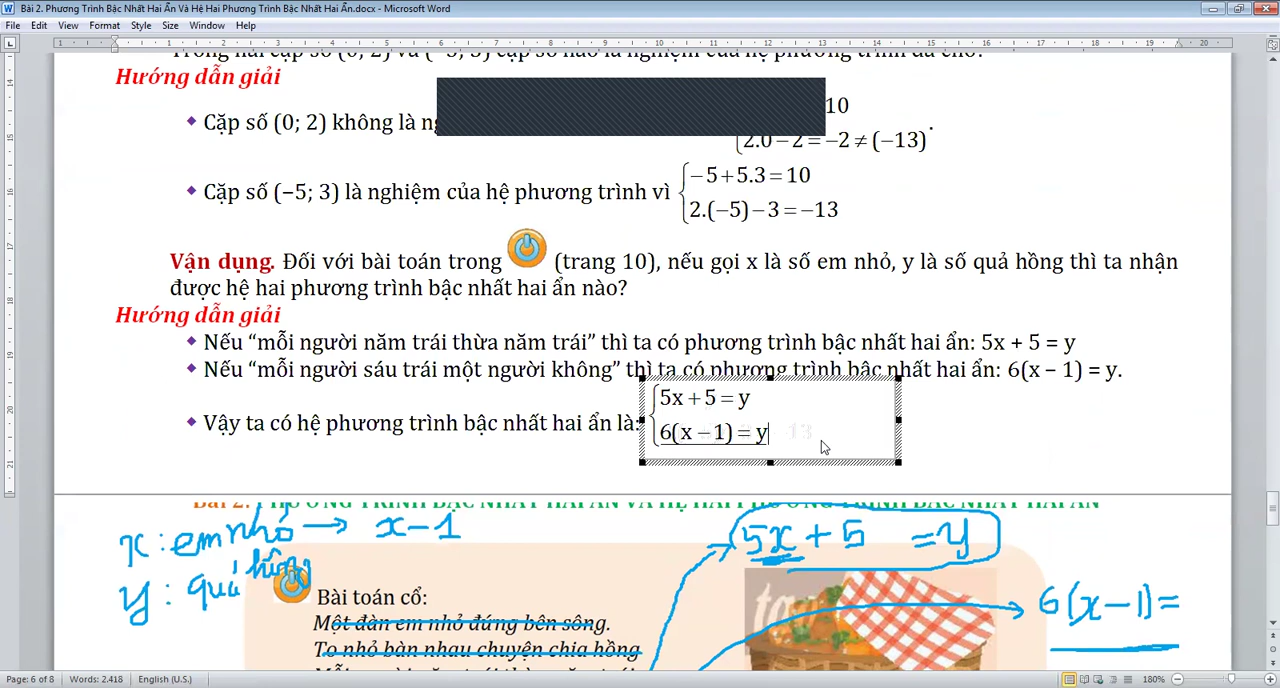 Bài 2. Phương Trình Bậc Nhất Hai Ẩn Và Hệ Hai Phương Trình Bậc Nhất Hai Ẩn.docx - Microsoft Word
File Edit View Format Style Size Window Help
Hướng dẫn giải
10
◆ Cặp số (0; 2) không là
2.0 − 2 = −2 ≠ (−13).
◆ Cặp số (−5; 3) là nghiệm của hệ phương trình vì
−5 + 5.3 = 10
2.(−5) − 3 = −13
Vận dụng. Đối với bài toán trong (trang 10), nếu gọi x là số em nhỏ, y là số quả hồng thì ta nhận
được hệ hai phương trình bậc nhất hai ẩn nào?
Hướng dẫn giải
◆ Nếu “mỗi người năm trái thừa năm trái” thì ta có phương trình bậc nhất hai ẩn: 5x + 5 = y
◆ Nếu “mỗi người sáu trái một người không” thì ta có phương trình bậc nhất hai ẩn: 6(x − 1) = y.
◆ Vậy ta có hệ phương trình bậc nhất hai ẩn là:
5x + 5 = y
6(x − 1) = y
x : em nhỏ → x − 1
5x + 5 = y
y : quả hồng
6(x − 1) =
Bài toán cổ:
Một đàn em nhỏ đứng bên sông.
To nhỏ bàn nhau chuyện chia hồng
Page: 6 of 8 Words: 2.418 English (U.S.) 180%